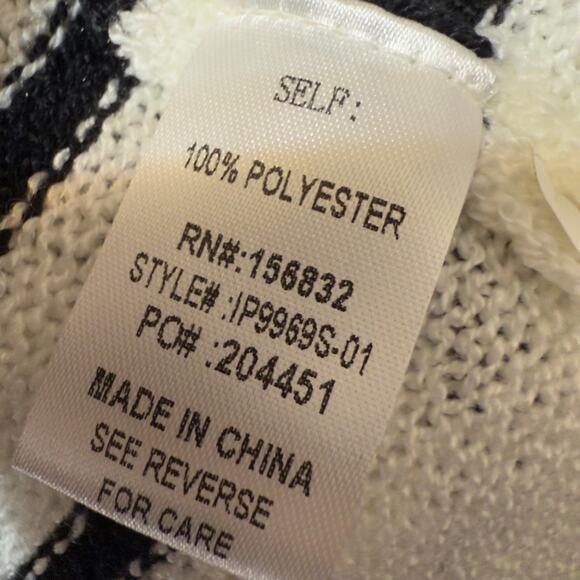 SELF:
100% POLYESTER
RN#:156832
STYLE# :IP9969S-01
PO# :204451
MADE IN CHINA
SEE REVERSE
FOR CARE